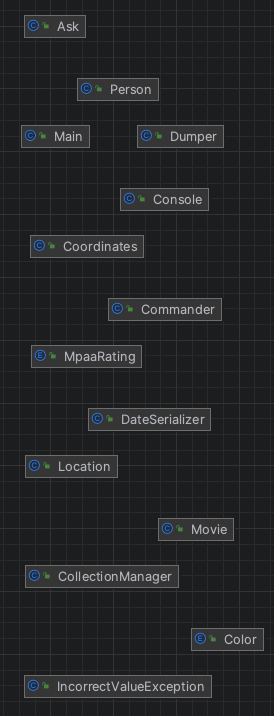 Ask
Person
Main
Dumper
Console
Coordinates
Commander
MpaaRating
DateSerializer
Location
Movie
CollectionManager
Color
IncorrectValueException